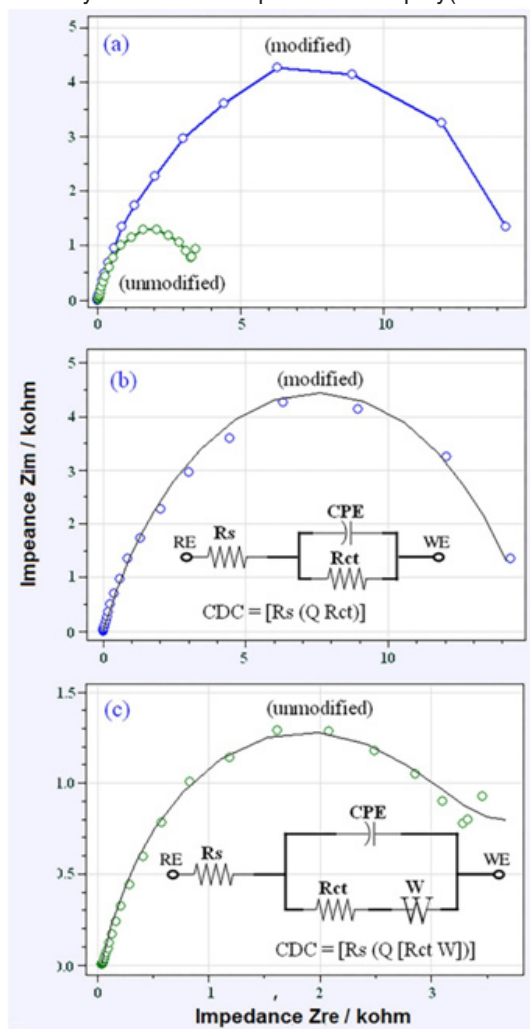 (a)
(modified)
5
4
3
2
1
0
(unmodified)
0
5
10
(b)
(modified)
5
4
3
2
1
0
CPE
Rs
RE
WE
Rct
CDC = [Rs (Q Rct)]
0
5
10
Impeance Zim / kohm
(c)
(unmodified)
1.5
1.0
0.5
0.0
CPE
RE
Rs
WE
Rct
W
CDC = [Rs (Q [Rct W])]
0
1
2
3
Impedance Zre / kohm